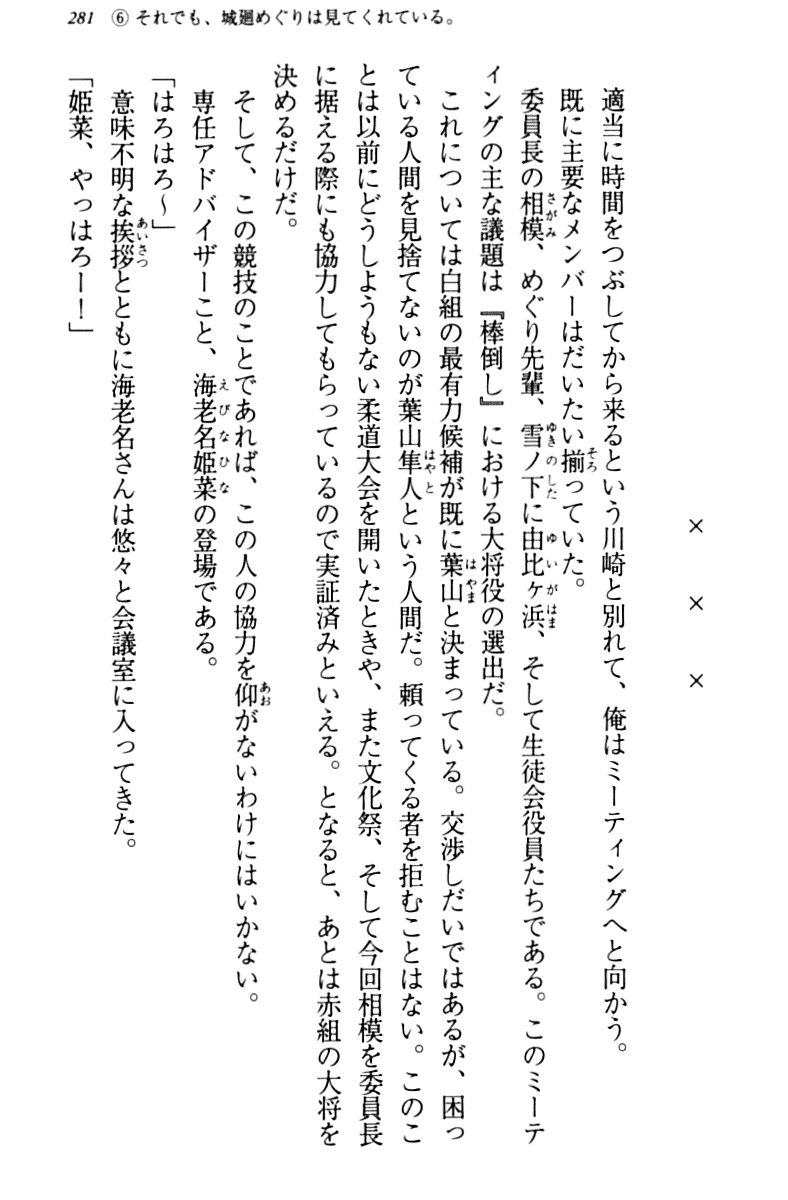 281 ⑥それでも、城廻めぐりは見てくれている。
×　×　×
適当に時間をつぶしてから来るという川崎と別れて、俺はミーティングへと向かう。
既に主要なメンバーはだいたい揃っていた。
委員長の相模、めぐり先輩、雪ノ下に由比ヶ浜、そして生徒会役員たちである。このミーテ
ィングの主な議題は『棒倒し』における大将役の選出だ。
これについては白組の最有力候補が既に葉山と決まっている。交渉しだいではあるが、困っ
ている人間を見捨てないのが葉山隼人という人間だ。頼ってくる者を拒むことはない。このこ
とは以前にどうしようもない柔道大会を開いたときや、また文化祭、そして今回相模を委員長
に据える際にも協力してもらっているので実証済みといえる。となると、あとは赤組の大将を
決めるだけだ。
そして、この競技のことであれば、この人の協力を仰がないわけにはいかない。
専任アドバイザーこと、海老名姫菜の登場である。
「はろはろ～」
意味不明な挨拶とともに海老名さんは悠々と会議室に入ってきた。
「姫菜、やっはろー！」